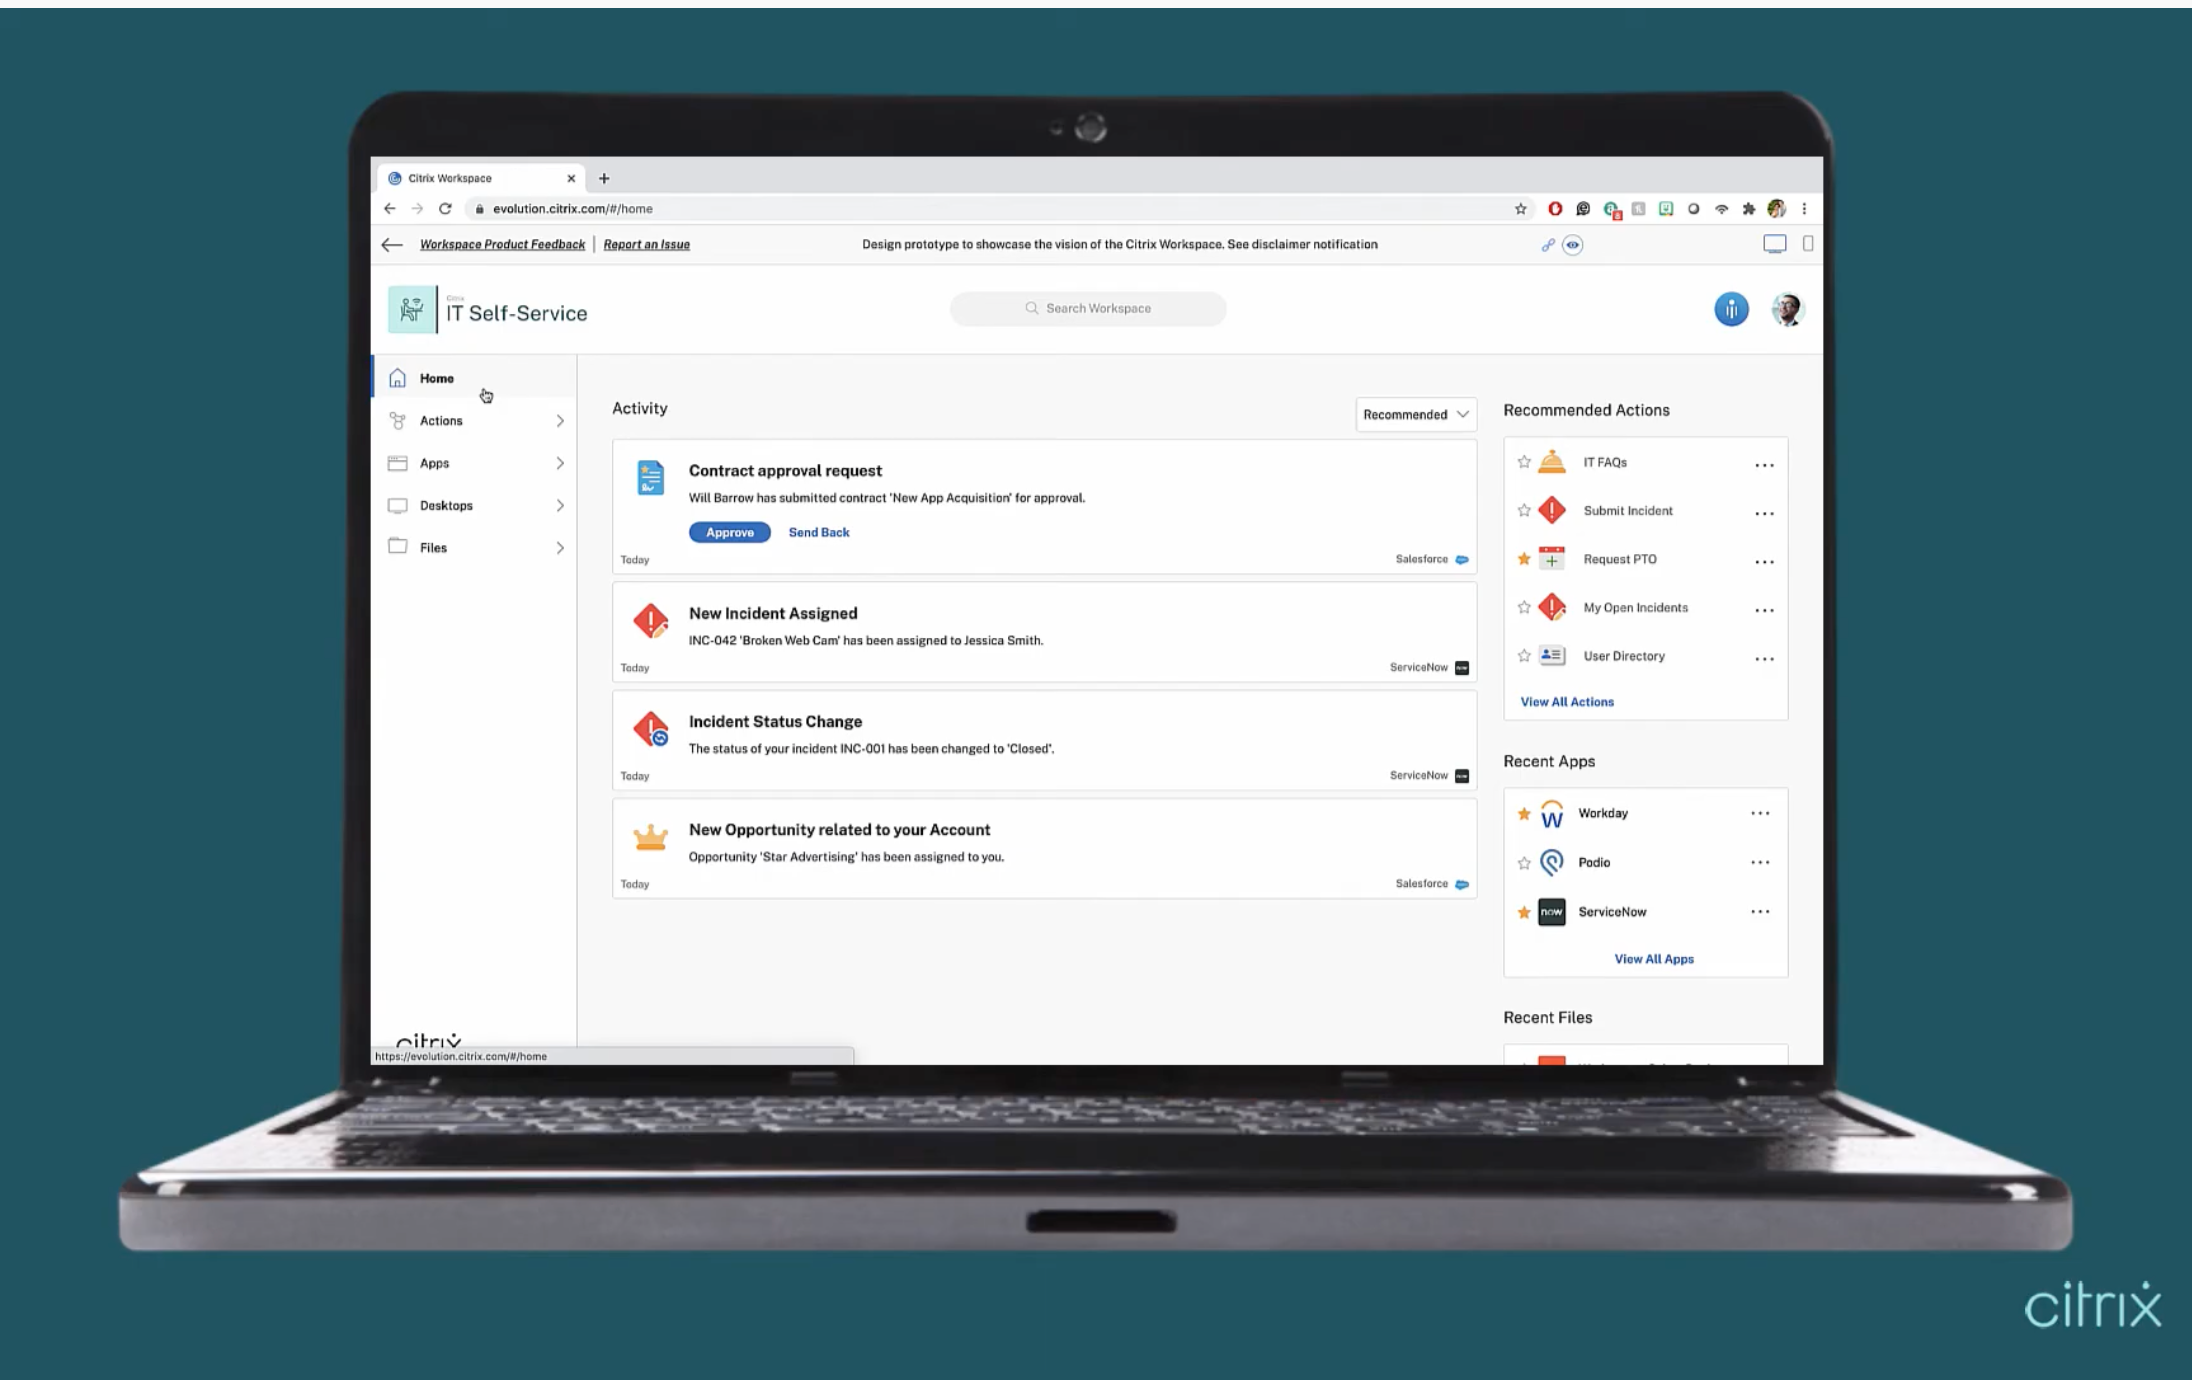 Citrix Workspace
evolution.citrix.com/#/home
Workspace Product Feedback | Report an Issue
Design prototype to showcase the vision of the Citrix Workspace. See disclaimer notification
Citrix
IT Self-Service
Search Workspace
Home
Actions
Apps
Desktops
Files
citrix
https://evolution.citrix.com/#/home
Activity
Recommended
Contract approval request
Will Barrow has submitted contract 'New App Acquisition' for approval.
Approve Send Back
Today Salesforce
New Incident Assigned
INC-042 'Broken Web Cam' has been assigned to Jessica Smith.
Today ServiceNow now
Incident Status Change
The status of your incident INC-001 has been changed to 'Closed'.
Today ServiceNow now
New Opportunity related to your Account
Opportunity 'Star Advertising' has been assigned to you.
Today Salesforce
Recommended Actions
IT FAQs
Submit Incident
Request PTO
My Open Incidents
User Directory
View All Actions
Recent Apps
Workday
Podio
now ServiceNow
View All Apps
Recent Files
citrix